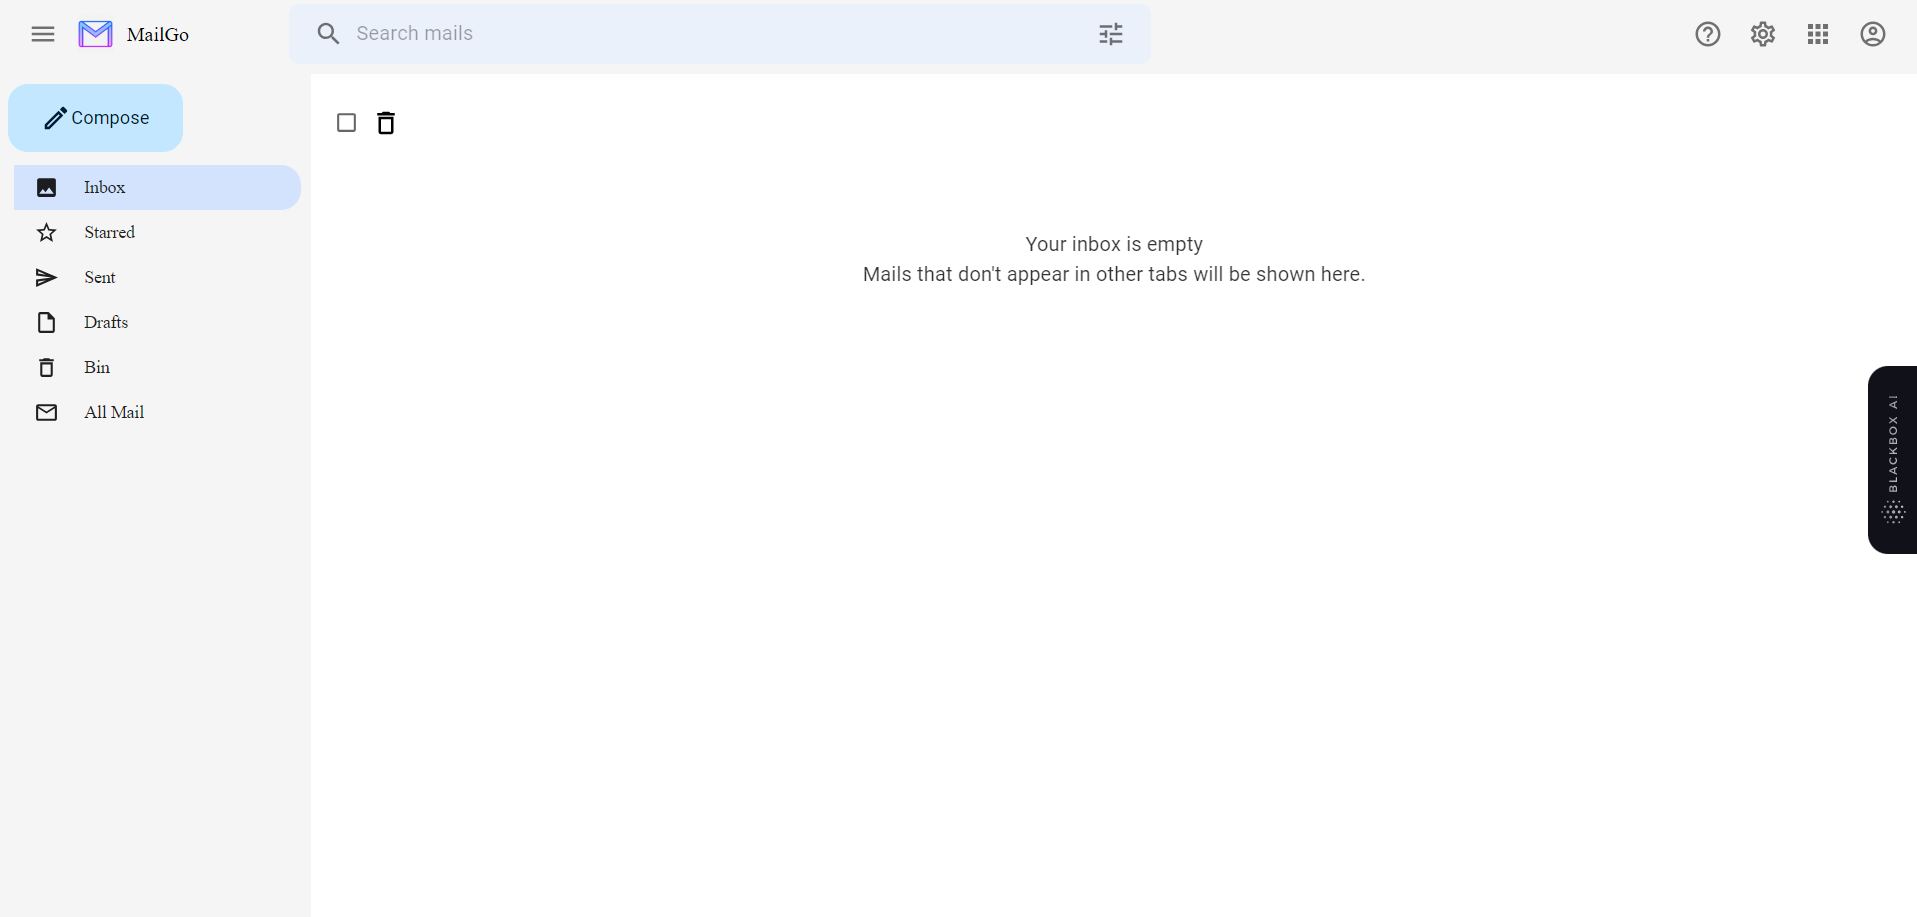 MailGo
Search mails
Compose
Inbox
Starred
Sent
Drafts
Bin
All Mail
Your inbox is empty
Mails that don't appear in other tabs will be shown here.
BLACKBOX AI